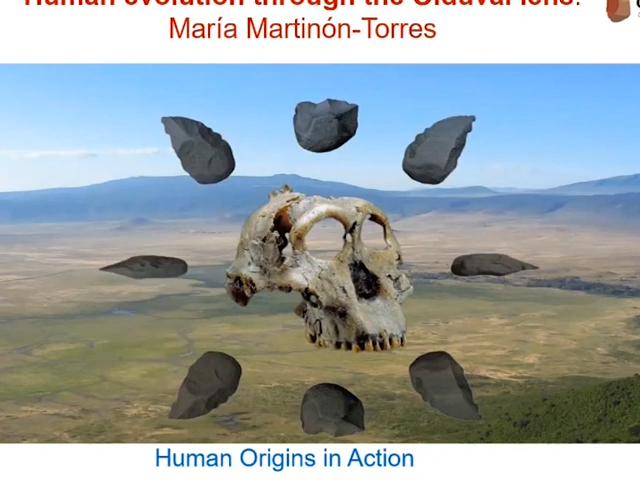 Human evolution through the Olduvai lens.
María Martinón-Torres
Human Origins in Action